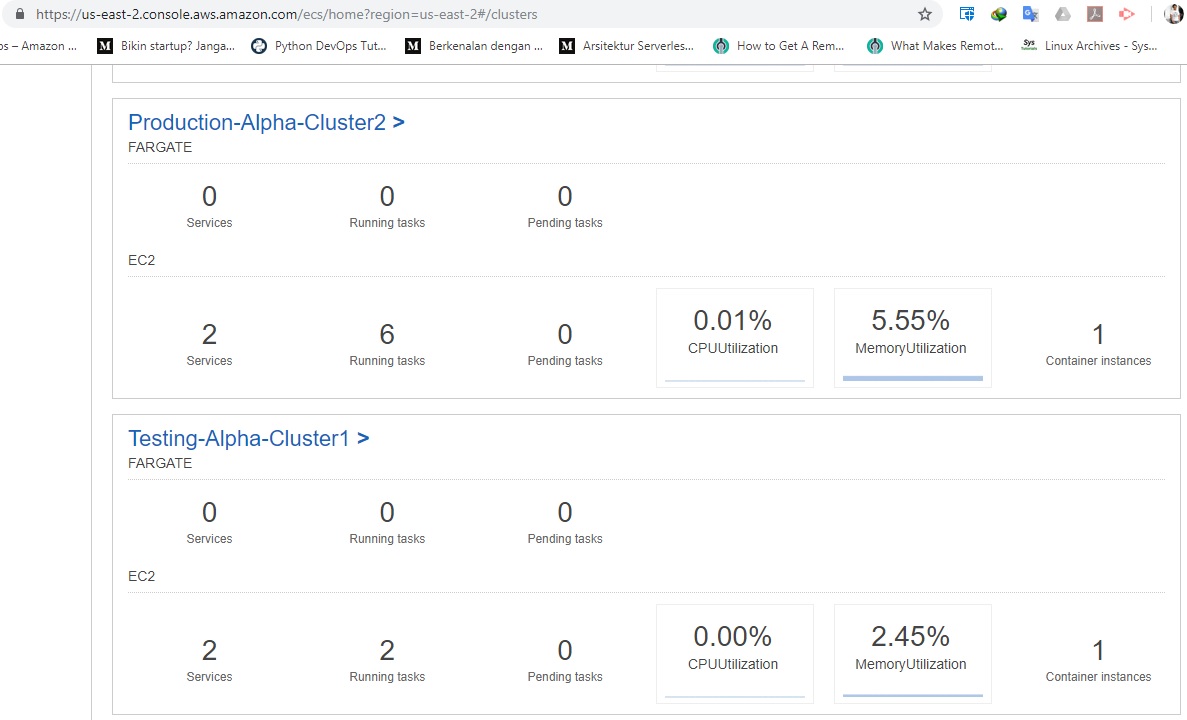 https://us-east-2.console.aws.amazon.com/ecs/home?region=us-east-2#/clusters
os – Amazon ... M Bikin startup? Janga... Python DevOps Tut... M Berkenalan dengan ... M Arsitektur Serverles... How to Get A Rem... What Makes Remot... Sys Linux Archives - Sys...
Production-Alpha-Cluster2 >
FARGATE
0 0 0
Services Running tasks Pending tasks
EC2
2 6 0 0.01% 5.55% 1
Services Running tasks Pending tasks CPUUtilization MemoryUtilization Container instances
Testing-Alpha-Cluster1 >
FARGATE
0 0 0
Services Running tasks Pending tasks
EC2
2 2 0 0.00% 2.45% 1
Services Running tasks Pending tasks CPUUtilization MemoryUtilization Container instances